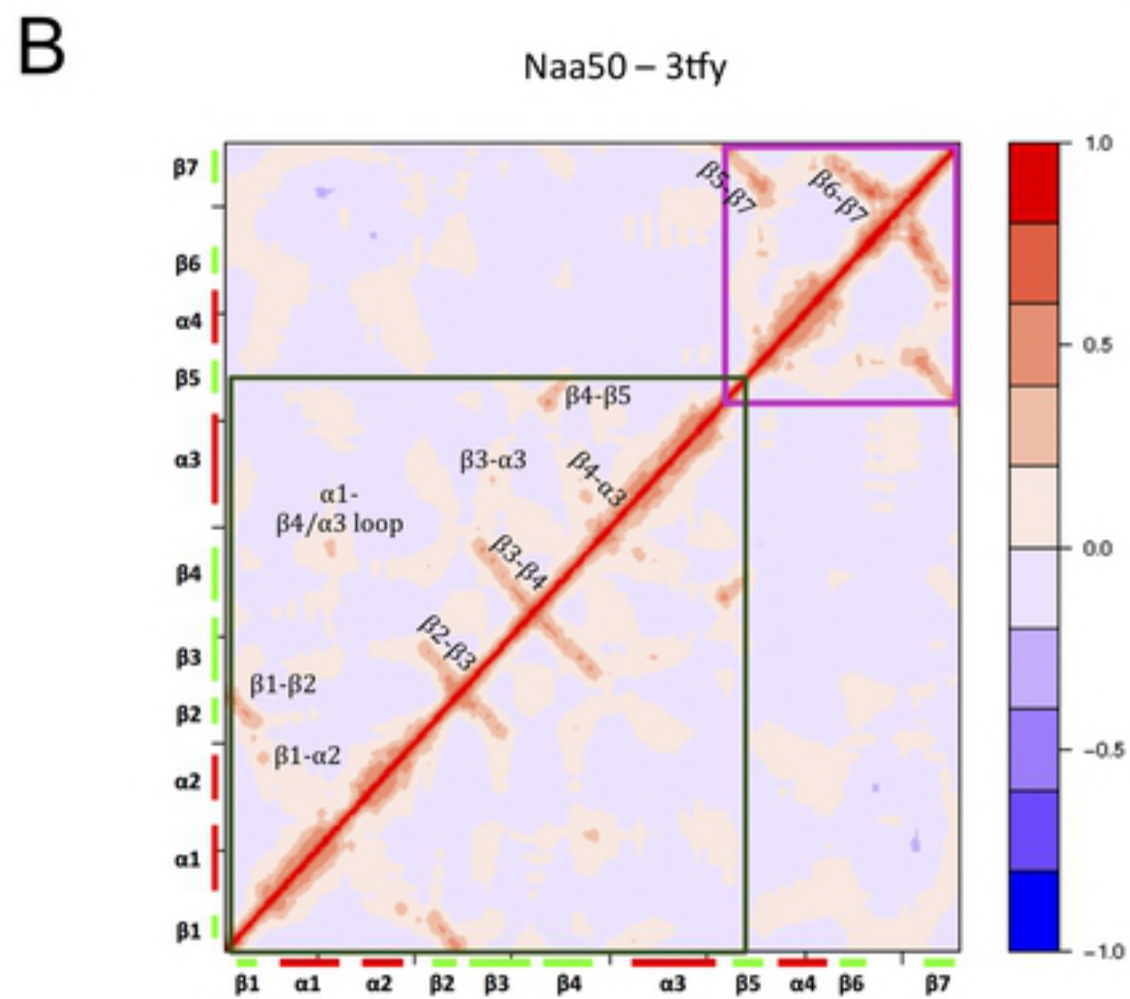 B
Naa50 – 3tfy
β7
β6
α4
β5
α3
β4
β3
β2
α2
α1
β1
β5-β7
β6-β7
β4-β5
β3-α3
β4-α3
α1-
β4/α3 loop
β3-β4
β2-β3
β1-β2
β1-α2
1.0
0.5
0.0
−0.5
−1.0
β1 α1 α2 β2 β3 β4 α3 β5 α4 β6 β7